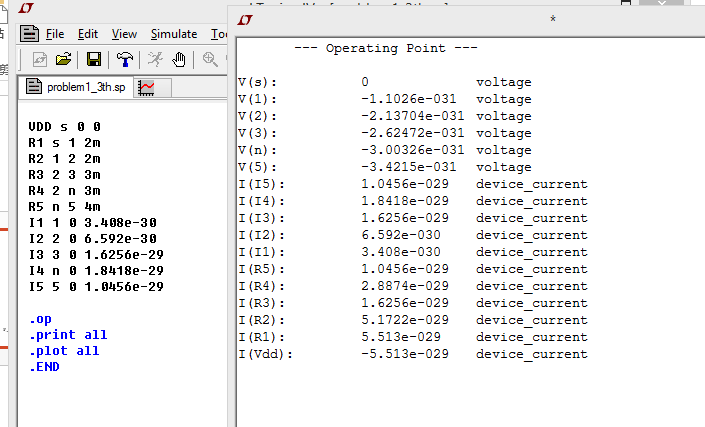 *
File Edit View Simulate
problem1_3th.sp
VDD s 0 0
R1 s 1 2m
R2 1 2 2m
R3 2 3 3m
R4 2 n 3m
R5 n 5 4m
I1 1 0 3.408e-30
I2 2 0 6.592e-30
I3 3 0 1.6256e-29
I4 n 0 1.8418e-29
I5 5 0 1.0456e-29
.op
.print all
.plot all
.END
--- Operating Point ---
V(s): 0 voltage
V(1): -1.1026e-031 voltage
V(2): -2.13704e-031 voltage
V(3): -2.62472e-031 voltage
V(n): -3.00326e-031 voltage
V(5): -3.4215e-031 voltage
I(I5): 1.0456e-029 device_current
I(I4): 1.8418e-029 device_current
I(I3): 1.6256e-029 device_current
I(I2): 6.592e-030 device_current
I(I1): 3.408e-030 device_current
I(R5): 1.0456e-029 device_current
I(R4): 2.8874e-029 device_current
I(R3): 1.6256e-029 device_current
I(R2): 5.1722e-029 device_current
I(R1): 5.513e-029 device_current
I(Vdd): -5.513e-029 device_current